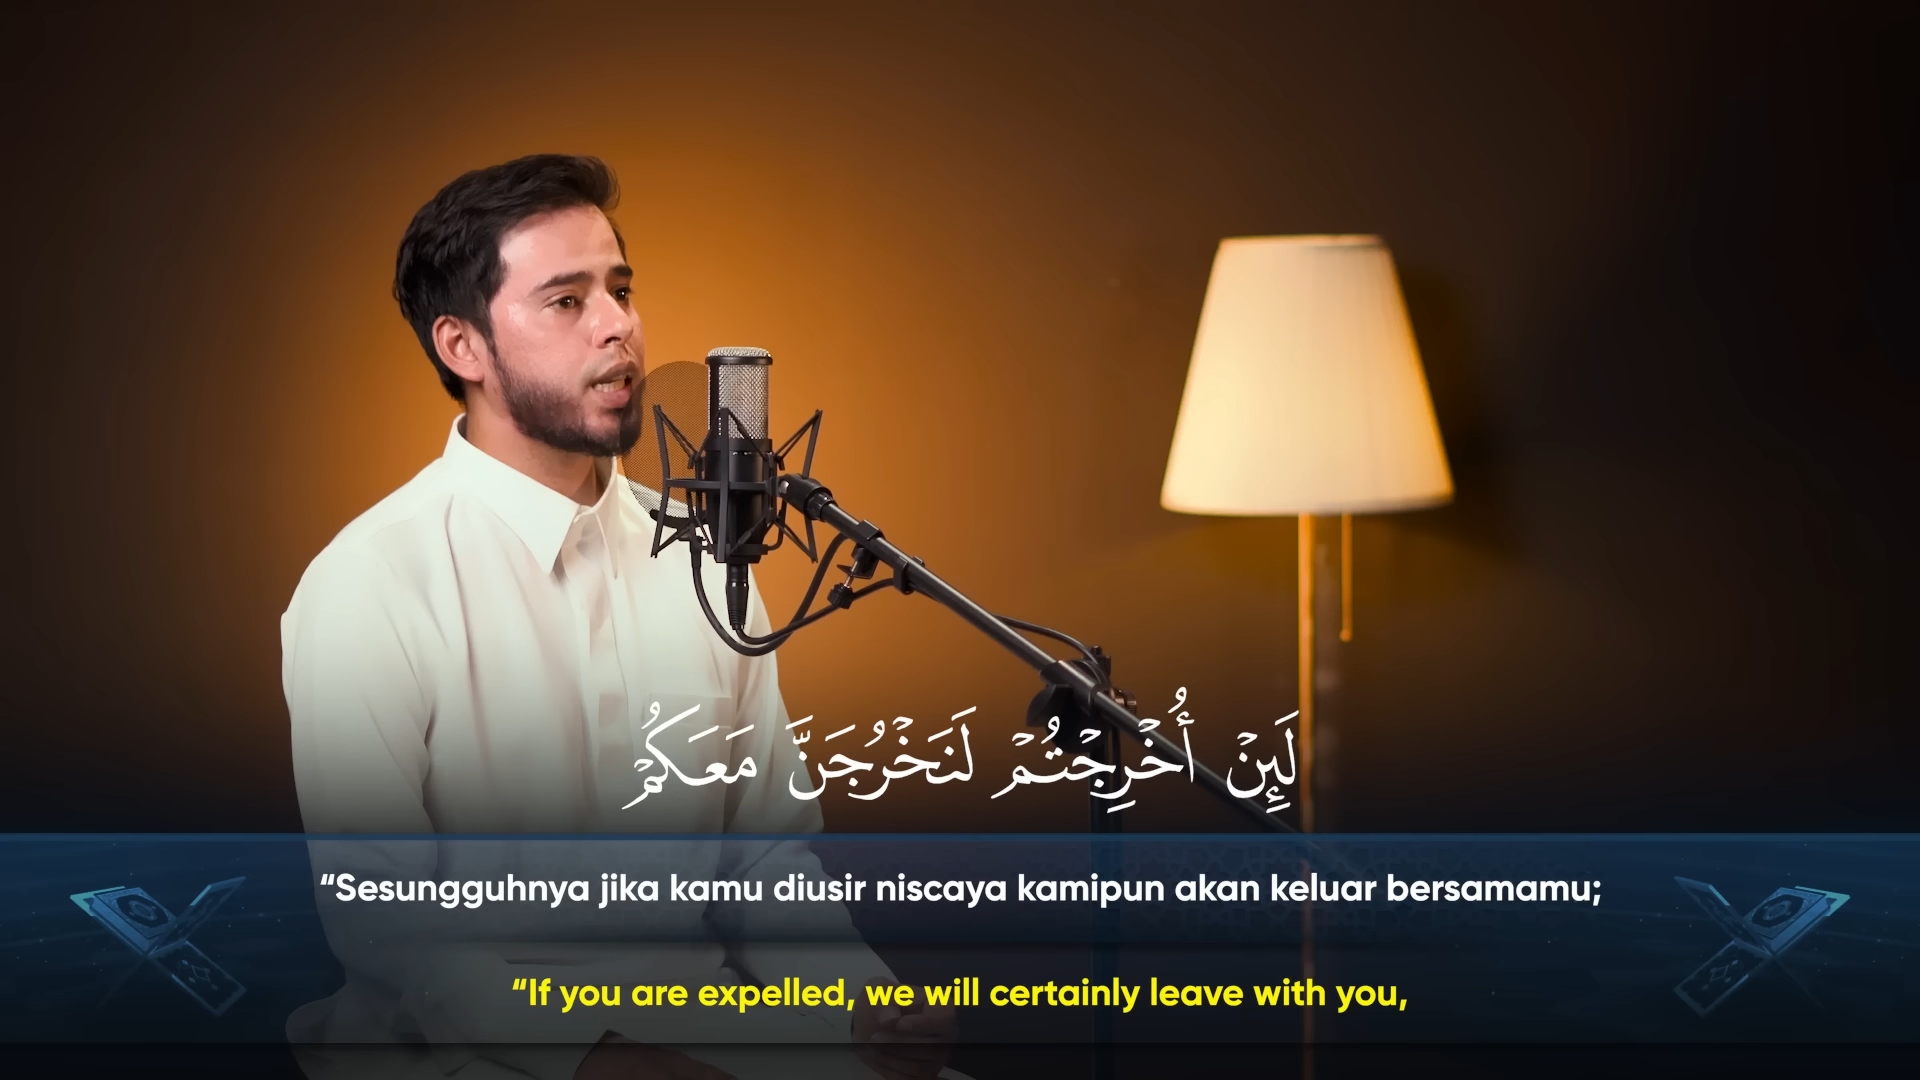 لَئِنْ أُخْرِجْتُمْ لَنَخْرُجَنَّ مَعَكُمْ
“Sesungguhnya jika kamu diusir niscaya kamipun akan keluar bersamamu;
“If you are expelled, we will certainly leave with you,